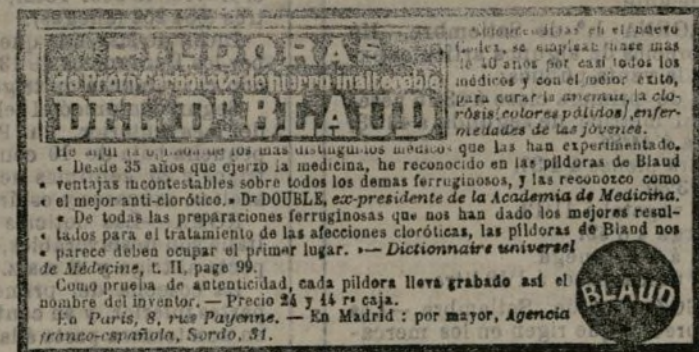 PILDORAS
de Proto-Carbonato de hierro inalterable
DEL Dr BLAUD
en el nuevo
Codex, se emplean hace mas
de 40 años por casi todos los
médicos y con el mejor éxito,
para curar la anemia, la clo-
rósis (colores pálidos), enfer-
medades de las jóvenes.
He aquí la opinion de los mas distinguidos médicos que las han experimentado.
« Desde 35 años que ejerzo la medicina, he reconocido en las píldoras de Blaud
« ventajas incontestables sobre todos los demas ferruginosos, y las reconozco como
« el mejor anti-clorótico.» Dr DOUBLE, ex-presidente de la Academia de Medicina.
« De todas las preparaciones ferruginosas que nos han dado los mejores resul-
« tados para el tratamiento de las afecciones cloróticas, las píldoras de Blaud nos
« parece deben ocupar el primer lugar. »— Dictionnaire universel
de Médecine, t. II, page 99.
Como prueba de autenticidad, cada píldora lleva grabado así el
nombre del inventor. — Precio 24 y 14 rs caja.
En Paris, 8, rue Payenne. — En Madrid : por mayor, Agencia
franco-española, Sordo, 31.
BLAUD